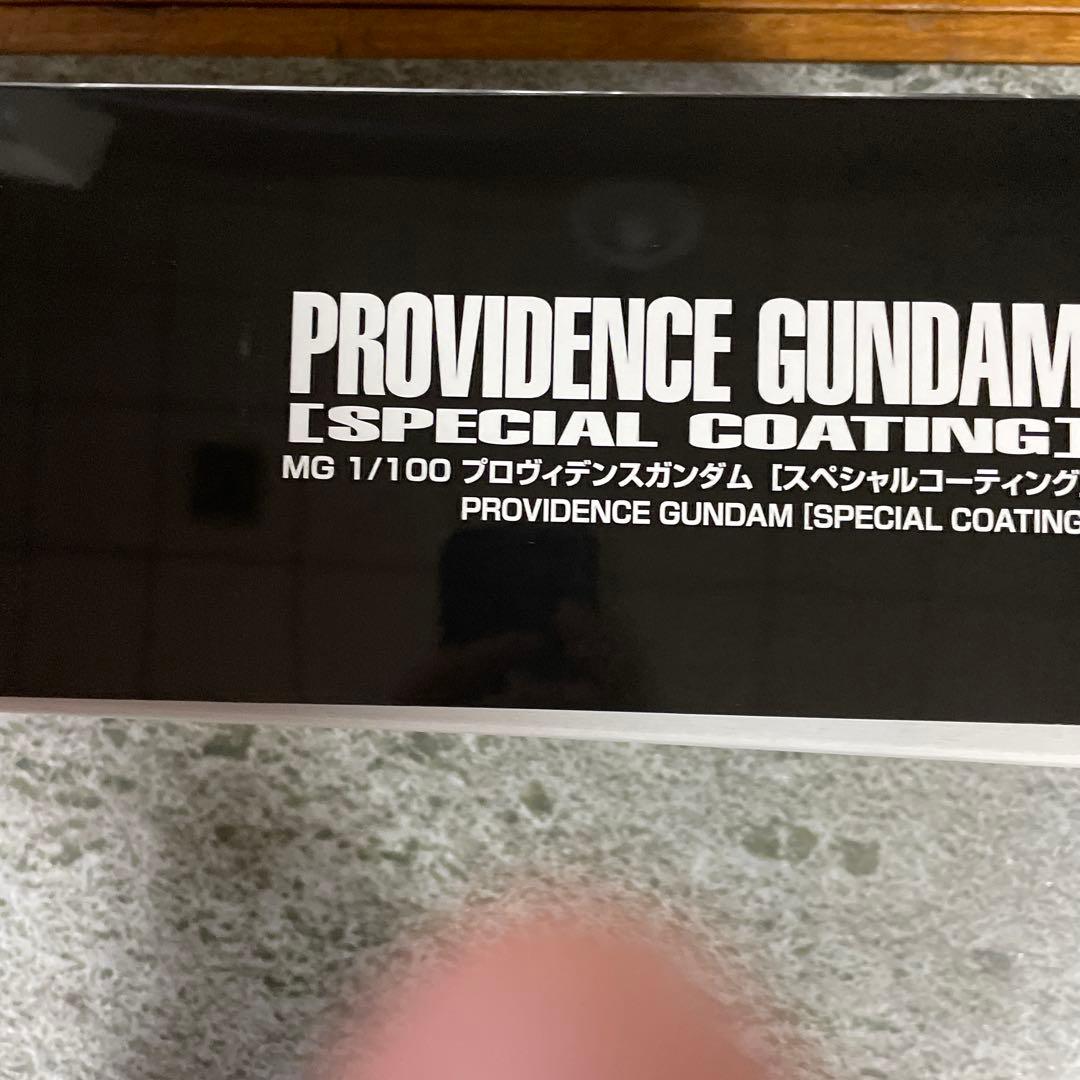 PROVIDENCE GUNDAM
[SPECIAL COATING]
MG 1/100 プロヴィデンスガンダム [スペシャルコーティング]
PROVIDENCE GUNDAM [SPECIAL COATING